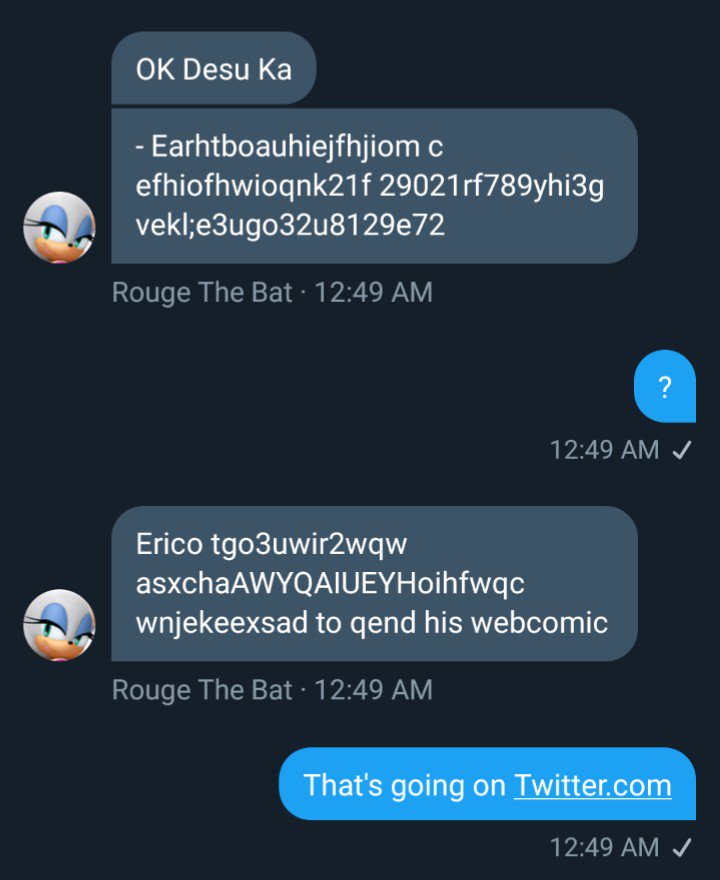 OK Desu Ka
- Earhtboauhiejfhjiom c
efhiofhwioqnk21f 29021rf789yhi3g
vekl;e3ugo32u8129e72
Rouge The Bat · 12:49 AM
?
12:49 AM ✓
Erico tgo3uwir2wqw
asxchaAWYQAIUEYHoihfwqc
wnjekeexsad to qend his webcomic
Rouge The Bat · 12:49 AM
That's going on Twitter.com
12:49 AM ✓